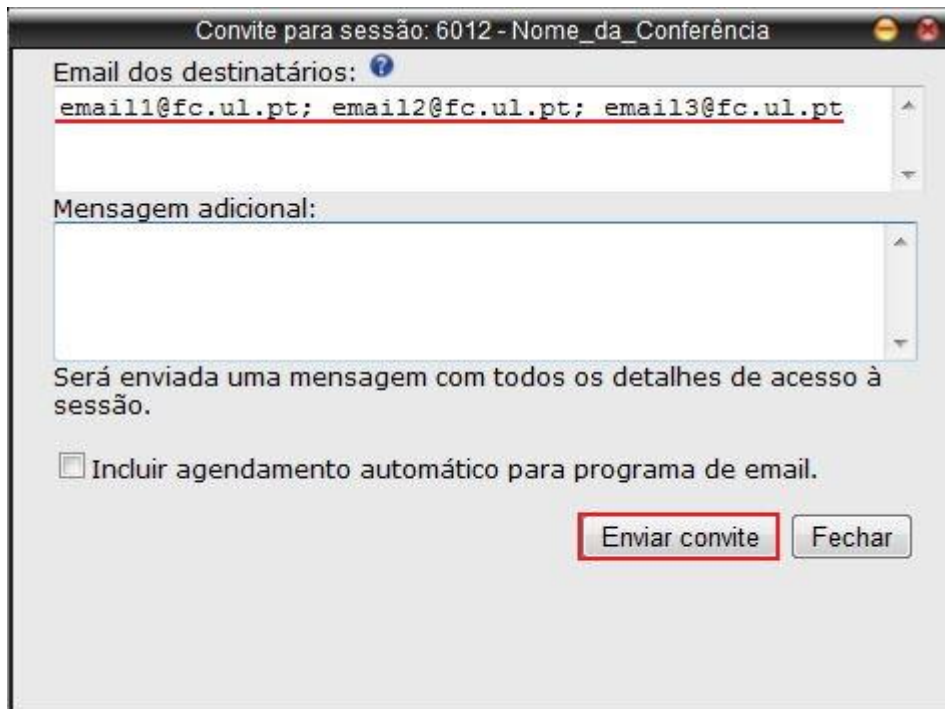 Convite para sessão: 6012 - Nome_da_Conferência
Email dos destinatários:
email1@fc.ul.pt; email2@fc.ul.pt; email3@fc.ul.pt
Mensagem adicional:
Será enviada uma mensagem com todos os detalhes de acesso à
sessão.
Incluir agendamento automático para programa de email.
Enviar convite Fechar